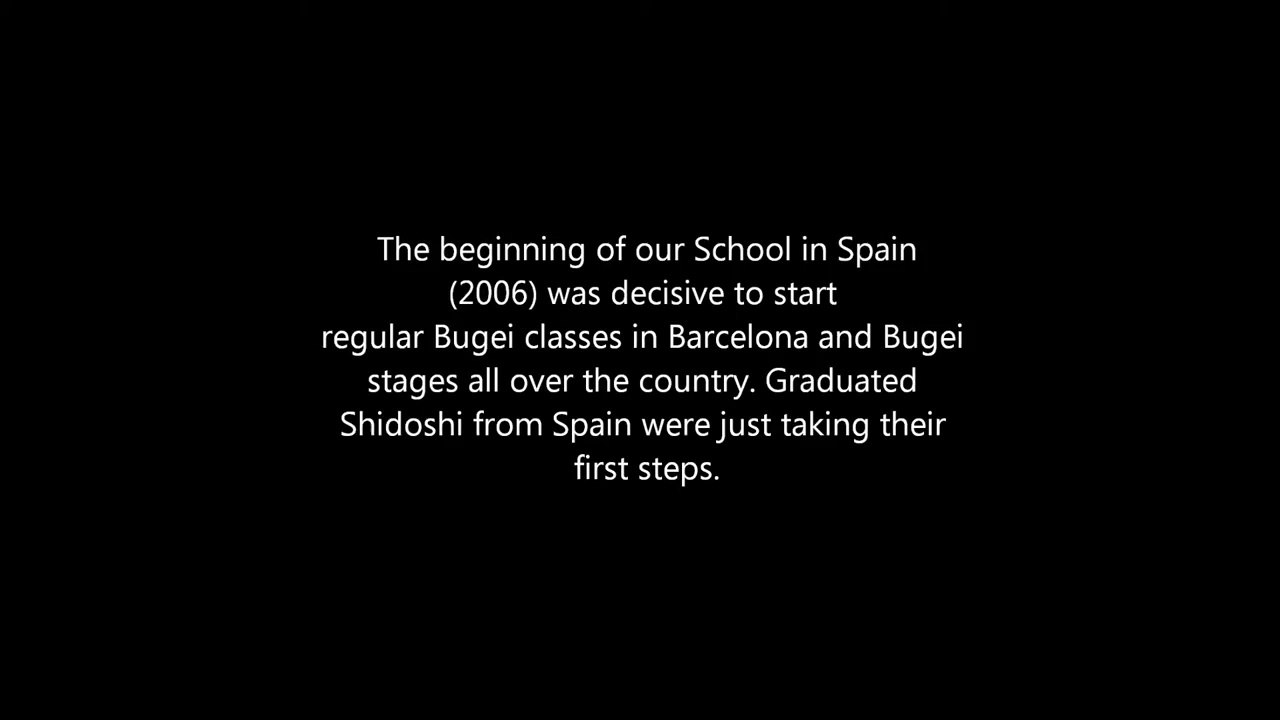 The beginning of our School in Spain
(2006) was decisive to start
regular Bugei classes in Barcelona and Bugei
stages all over the country. Graduated
Shidoshi from Spain were just taking their
first steps.